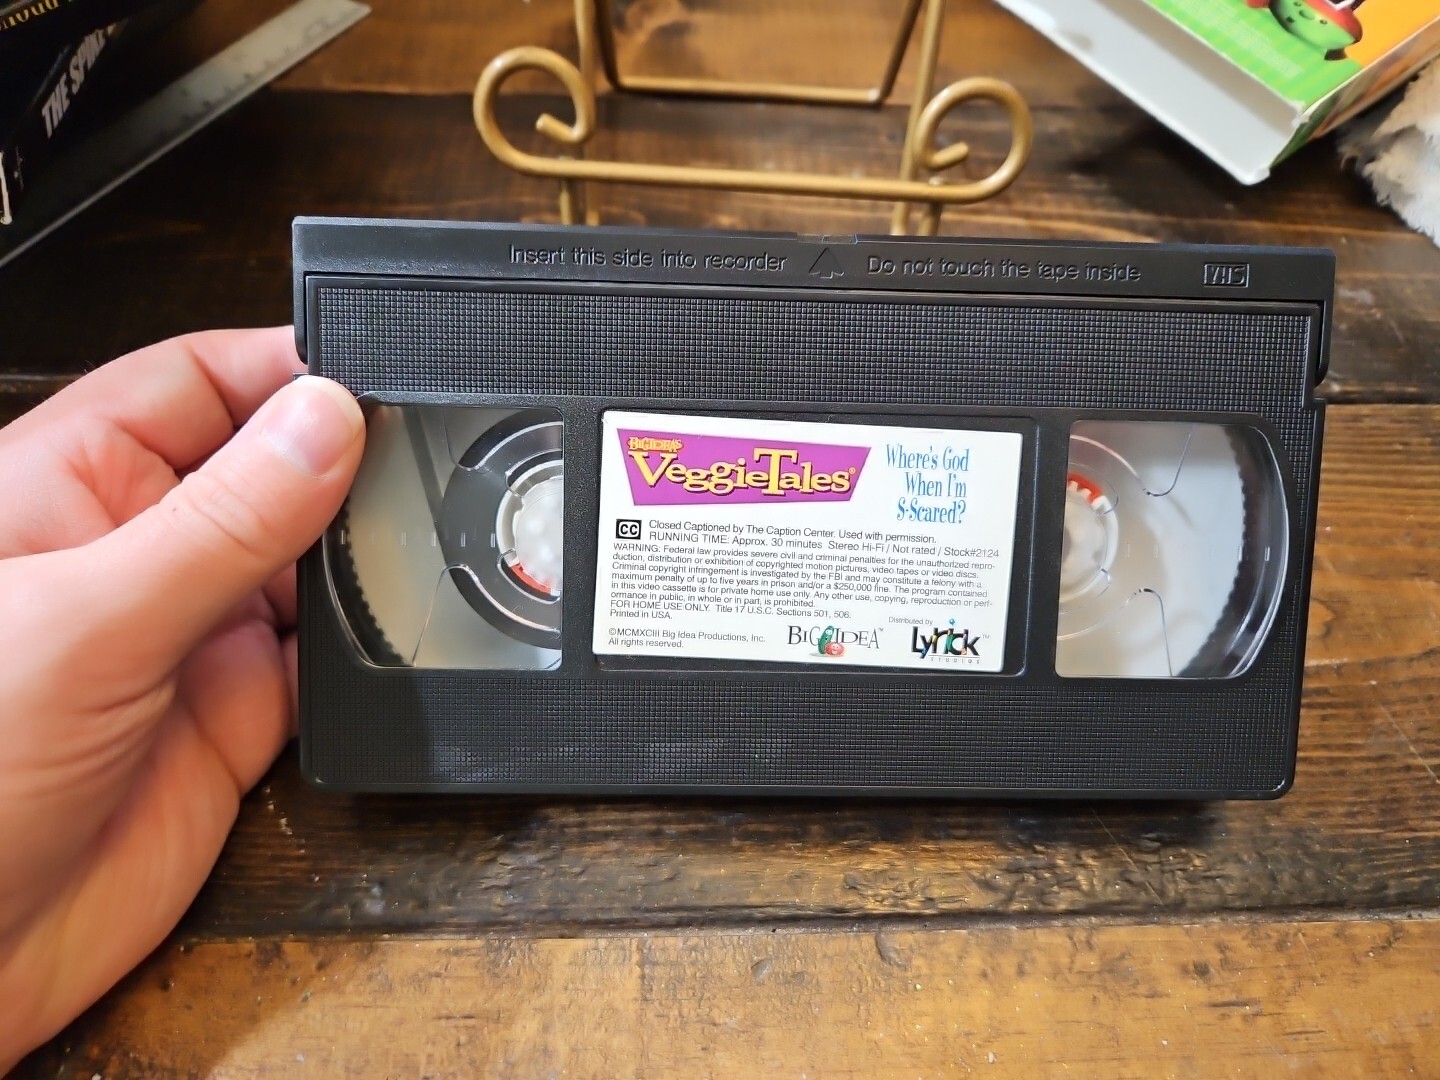 THE SPIKE
Insert this side into recorder
Do not touch the tape inside
VHS
BIG IDEA'S
VeggieTales®
Where's God
When I'm
S-Scared?
CC
Closed Captioned by The Caption Center. Used with permission.
RUNNING TIME: Approx. 30 minutes Stereo Hi-Fi / Not rated / Stock#2124
WARNING: Federal law provides severe civil and criminal penalties for the unauthorized repro-
duction, distribution or exhibition of copyrighted motion pictures, video tapes or video discs.
Criminal copyright infringement is investigated by the FBI and may constitute a felony with a
maximum penalty of up to five years in prison and/or a $250,000 fine. The program contained
in this video cassette is for private home use only. Any other use, copying, reproduction or perf-
ormance in public, in whole or in part, is prohibited.
FOR HOME USE ONLY. Title 17 U.S.C. Sections 501, 506.
Printed in USA.
©MCMXCIII Big Idea Productions, Inc.
All rights reserved.
BIG IDEA™
Distributed by
Lyrick™
STUDIOS